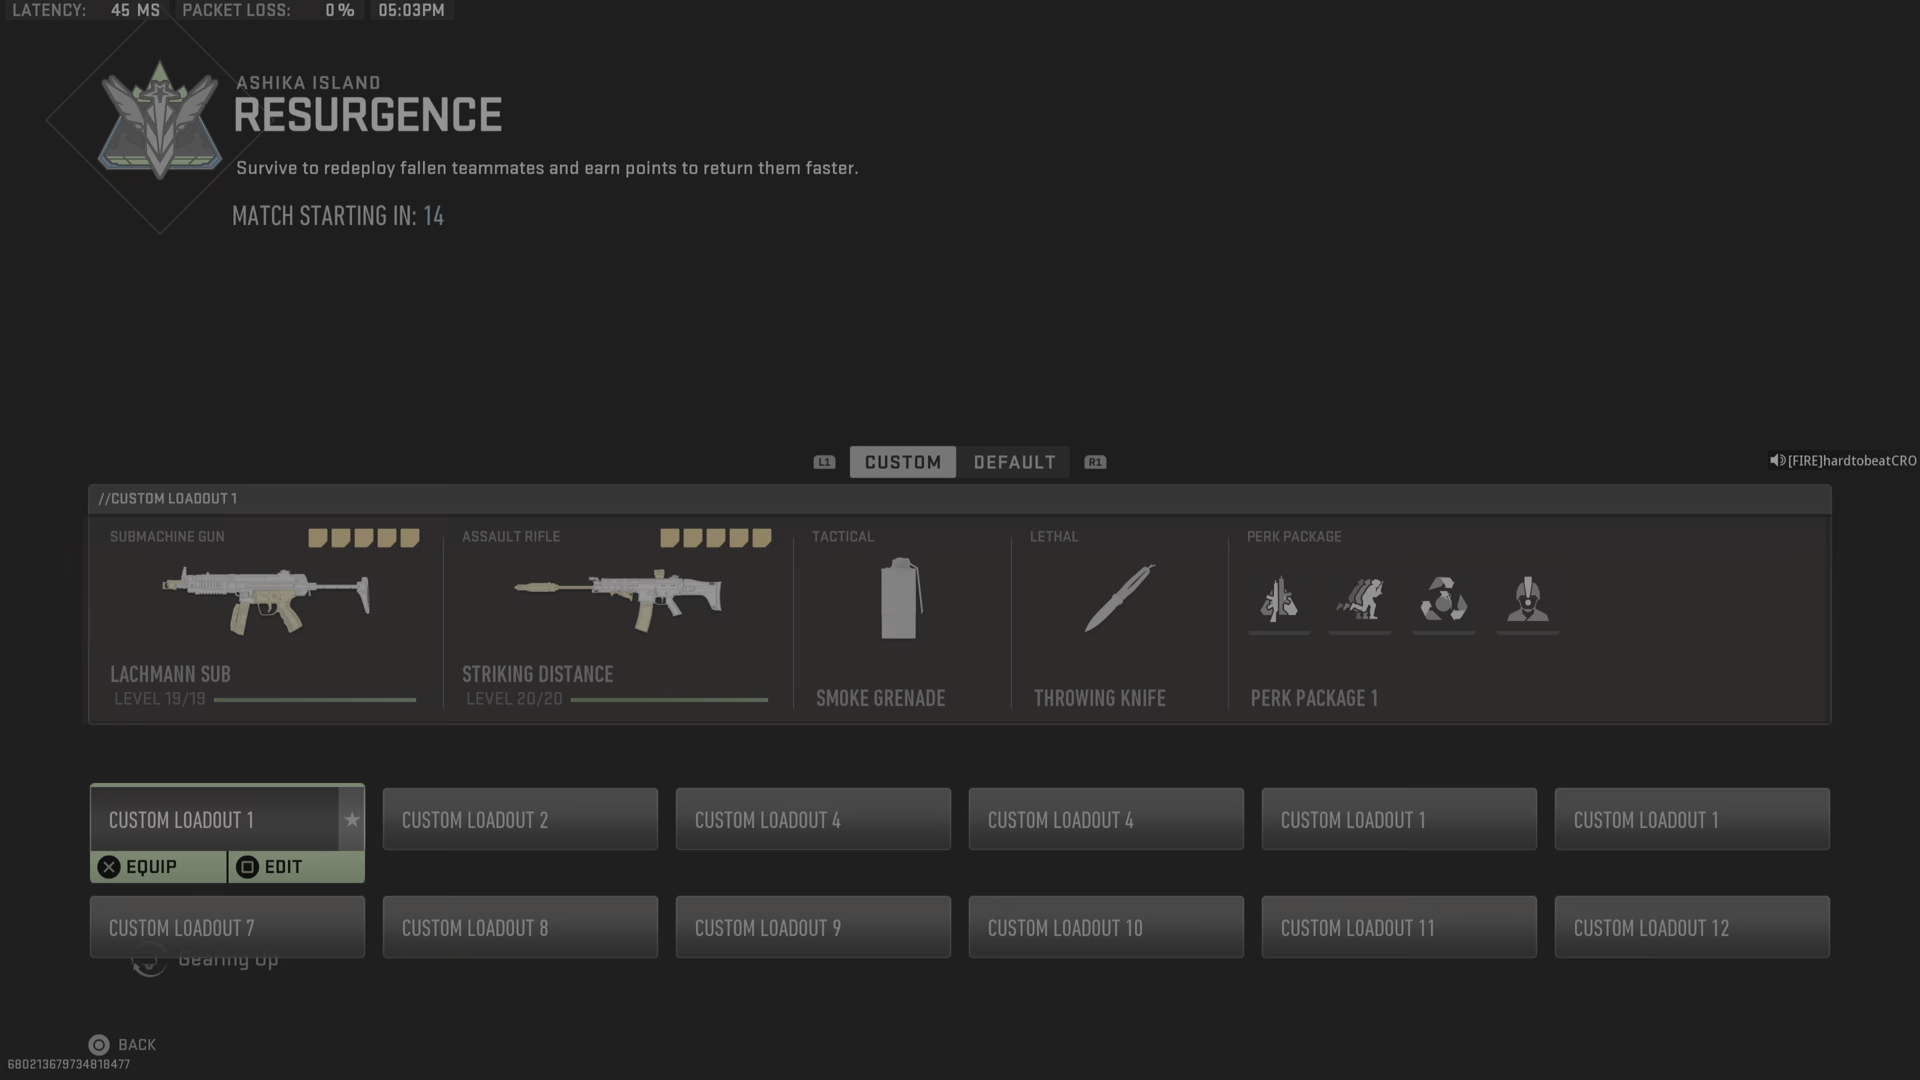 LATENCY: 45 MS PACKET LOSS: 0 % 05:03PM
ASHIKA ISLAND
RESURGENCE
Survive to redeploy fallen teammates and earn points to return them faster.
MATCH STARTING IN: 14
L1 CUSTOM DEFAULT R1
[FIRE]hardtobeatCRO
//CUSTOM LOADOUT 1
SUBMACHINE GUN ASSAULT RIFLE TACTICAL LETHAL PERK PACKAGE
LACHMANN SUB STRIKING DISTANCE
LEVEL 19/19 LEVEL 20/20 SMOKE GRENADE THROWING KNIFE PERK PACKAGE 1
CUSTOM LOADOUT 1 CUSTOM LOADOUT 2 CUSTOM LOADOUT 4 CUSTOM LOADOUT 4 CUSTOM LOADOUT 1 CUSTOM LOADOUT 1
EQUIP EDIT
CUSTOM LOADOUT 7 CUSTOM LOADOUT 8 CUSTOM LOADOUT 9 CUSTOM LOADOUT 10 CUSTOM LOADOUT 11 CUSTOM LOADOUT 12
Gearing Up
BACK
680213679734818477